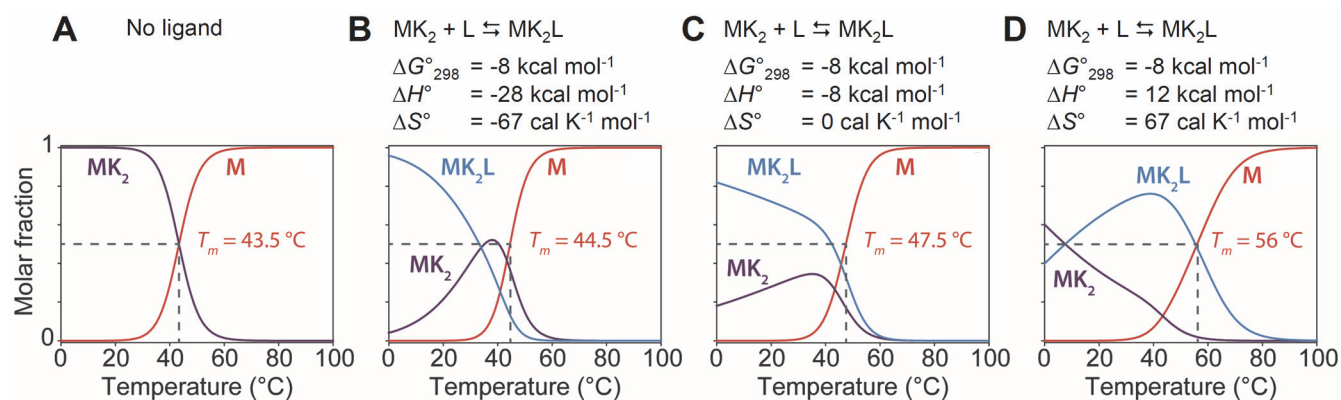 A No ligand
B MK₂ + L ⇆ MK₂L
ΔG°₂₉₈ = -8 kcal mol⁻¹
ΔH° = -28 kcal mol⁻¹
ΔS° = -67 cal K⁻¹ mol⁻¹
C MK₂ + L ⇆ MK₂L
ΔG°₂₉₈ = -8 kcal mol⁻¹
ΔH° = -8 kcal mol⁻¹
ΔS° = 0 cal K⁻¹ mol⁻¹
D MK₂ + L ⇆ MK₂L
ΔG°₂₉₈ = -8 kcal mol⁻¹
ΔH° = 12 kcal mol⁻¹
ΔS° = 67 cal K⁻¹ mol⁻¹
Molar fraction
1
0
MK₂
M
Tₘ = 43.5 °C
0 20 40 60 80 100
Temperature (°C)
MK₂L
M
MK₂
Tₘ = 44.5 °C
0 20 40 60 80 100
Temperature (°C)
MK₂L
M
MK₂
Tₘ = 47.5 °C
0 20 40 60 80 100
Temperature (°C)
MK₂L
M
MK₂
Tₘ = 56 °C
0 20 40 60 80 100
Temperature (°C)